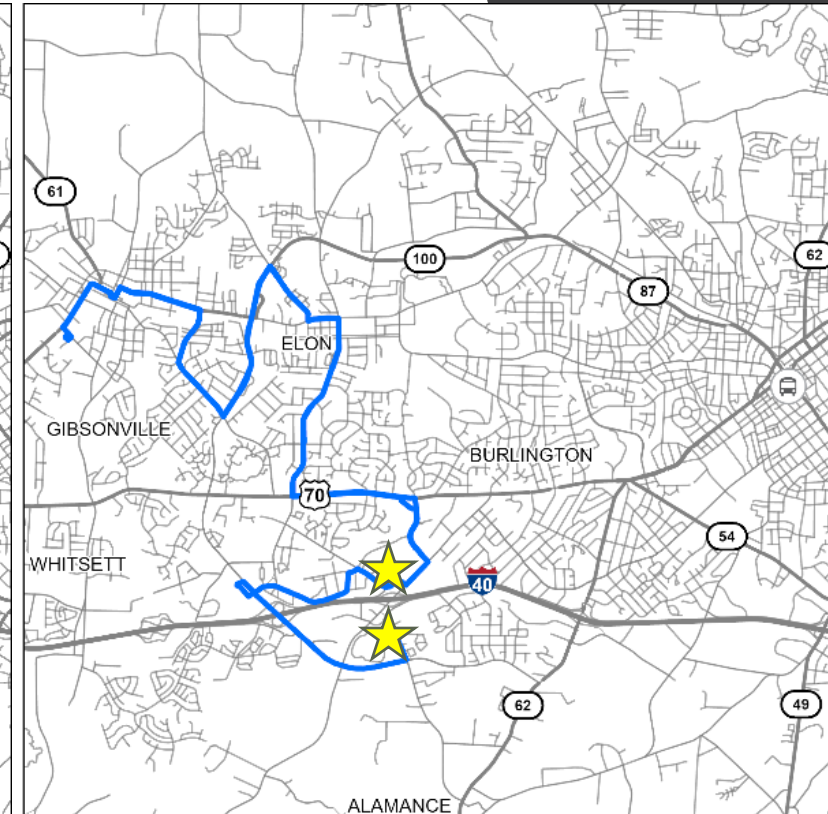 61
100
62
87
ELON
GIBSONVILLE
BURLINGTON
70
54
WHITSETT
40
62
49
ALAMANCE